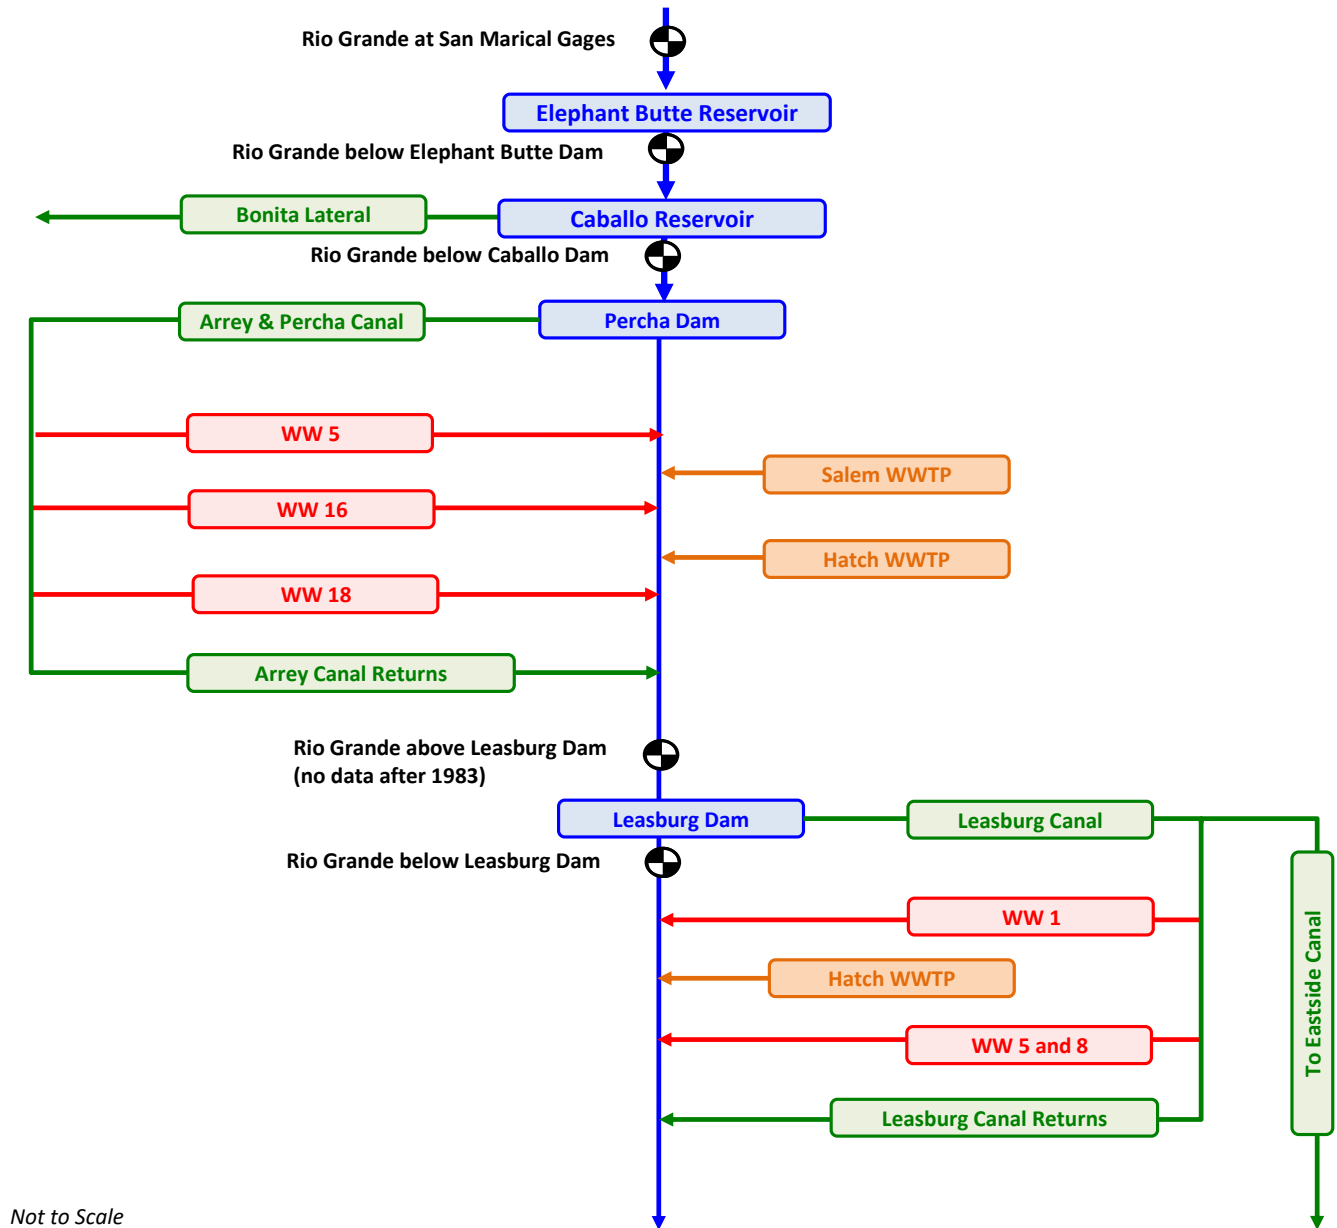 Rio Grande at San Marical Gages
Elephant Butte Reservoir
Rio Grande below Elephant Butte Dam
Bonita Lateral
Caballo Reservoir
Rio Grande below Caballo Dam
Arrey & Percha Canal
Percha Dam
WW 5
Salem WWTP
WW 16
Hatch WWTP
WW 18
Arrey Canal Returns
Rio Grande above Leasburg Dam
(no data after 1983)
Leasburg Dam
Leasburg Canal
Rio Grande below Leasburg Dam
WW 1
Hatch WWTP
WW 5 and 8
To Eastside Canal
Leasburg Canal Returns
Not to Scale